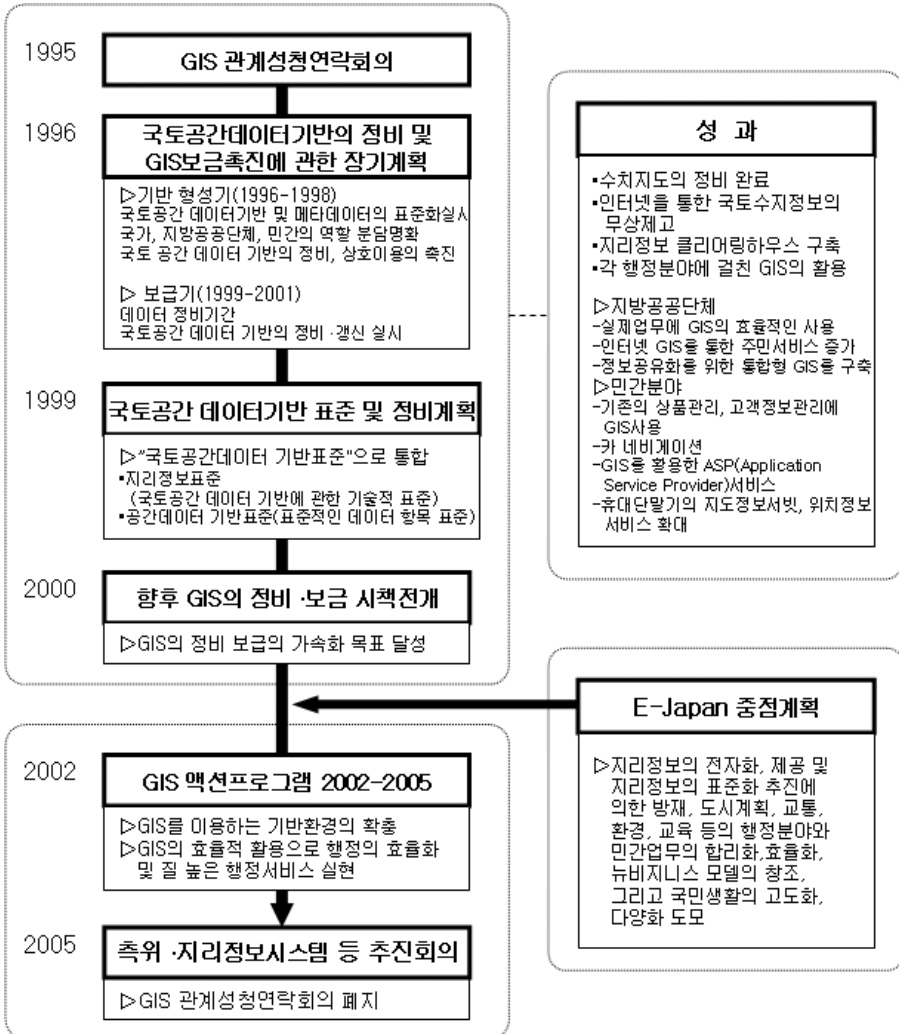 1995
GIS 관계성청연락회의
1996
국토공간데이터기반의 정비 및
GIS보급촉진에 관한 장기계획
▷기반 형성기(1996-1998)
국토공간 데이터기반 및 메타데이터의 표준화실시
국가, 지방공공단체, 민간의 역할 분담명확
국토 공간 데이터 기반의 정비, 상호이용의 촉진
▷ 보급기(1999-2001)
데이터 정비기간
국토공간 데이터 기반의 정비 ·갱신 실시
1999
국토공간 데이터기반 표준 및 정비계획
▷"국토공간데이터 기반표준"으로 통합
▪지리정보표준
(국토공간 데이터 기반에 관한 기술적 표준)
▪공간데이터 기반표준(표준적인 데이터 항목 표준)
2000
향후 GIS의 정비 ·보급 시책전개
▷GIS의 정비 보급의 가속화 목표 달성
2002
GIS 액션프로그램 2002-2005
▷GIS를 이용하는 기반환경의 확충
▷GIS의 효율적 활용으로 행정의 효율화
및 질 높은 행정서비스 실현
2005
측위 ·지리정보시스템 등 추진회의
▷GIS 관계성청연락회의 폐지
성 과
▪수치지도의 정비 완료
▪인터넷을 통한 국토수지정보의
무상제고
▪지리정보 클리어링하우스 구축
▪각 행정분야에 걸친 GIS의 활용
▷지방공공단체
-실제업무에 GIS의 효율적인 사용
-인터넷 GIS를 통한 주민서비스 증가
-정보공유화를 위한 통합형 GIS를 구축
▷민간분야
-기존의 상품관리, 고객정보관리에
GIS사용
-카 네비게이션
-GIS를 활용한 ASP(Application
Service Provider)서비스
-휴대단말기의 지도정보서빗, 위치정보
서비스 확대
E-Japan 중점계획
▷지리정보의 전자화, 제공 및
지리정보의 표준화 추진에
의한 방재, 도시계획, 교통,
환경, 교육 등의 행정분야와
민간업무의 합리화,효율화,
뉴비지니스 모델의 창조,
그리고 국민생활의 고도화,
다양화 도모